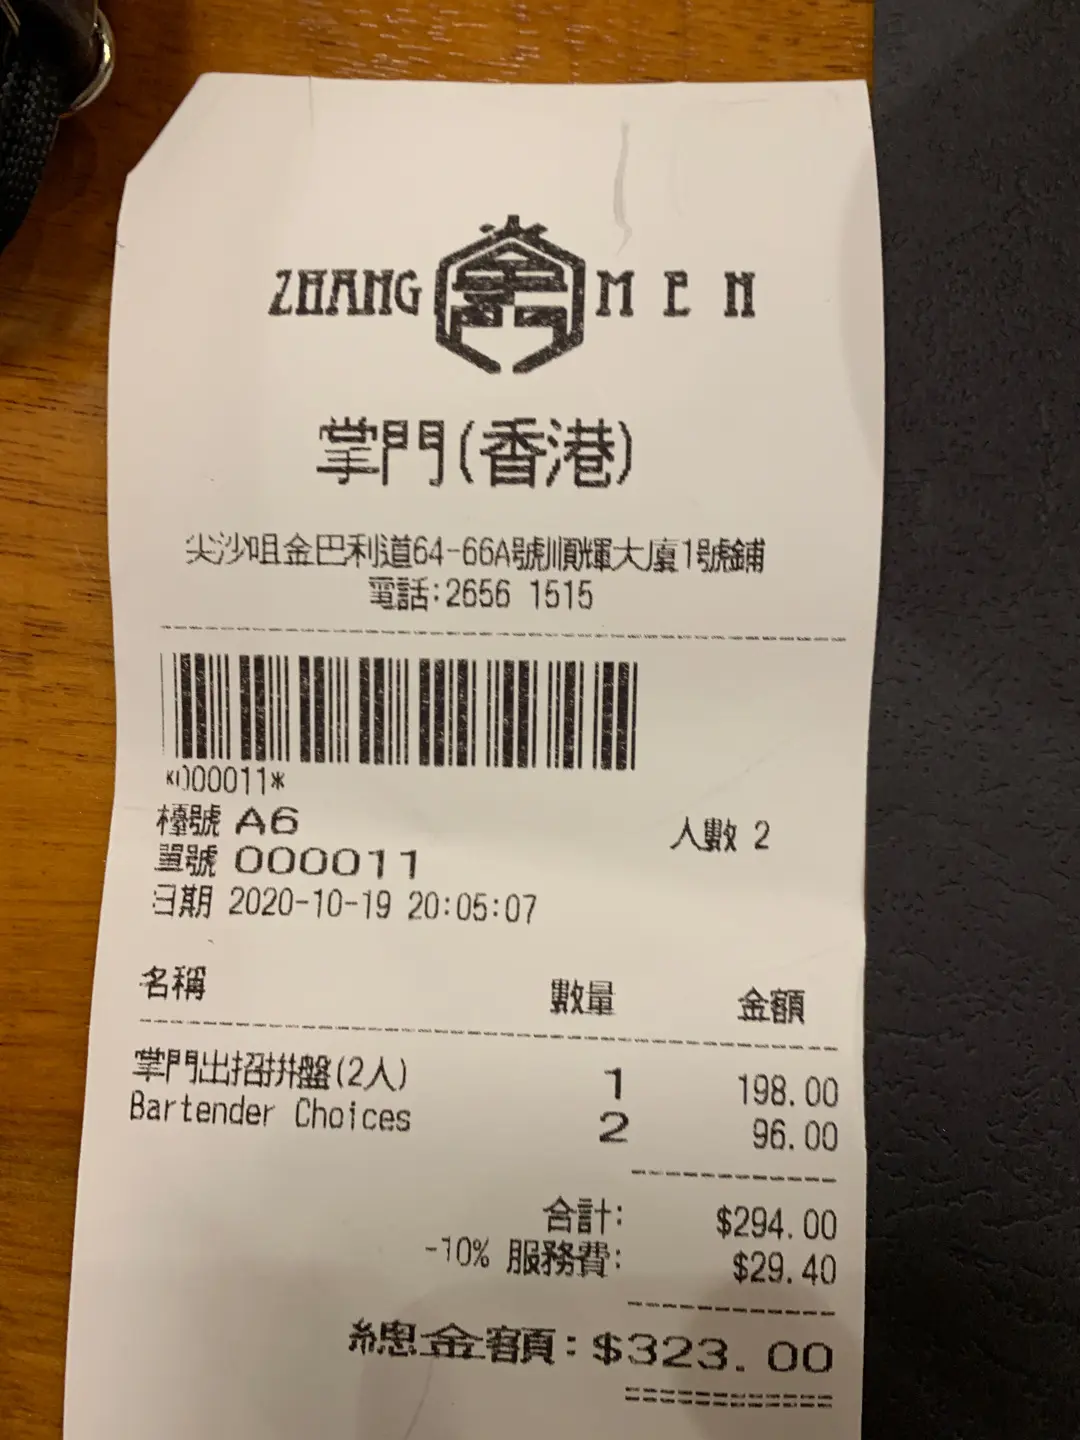 ZHANG MEN
掌門(香港)
尖沙咀金巴利道64-66A號順輝大廈1號鋪
電話:2656 1515
*000011*
檯號 A6 人數 2
單號 000011
日期 2020-10-19 20:05:07
名稱 數量 金額
掌門出招拼盤(2人) 1 198.00
Bartender Choices 2 96.00
合計: $294.00
-10% 服務費: $29.40
總金額:$323.00